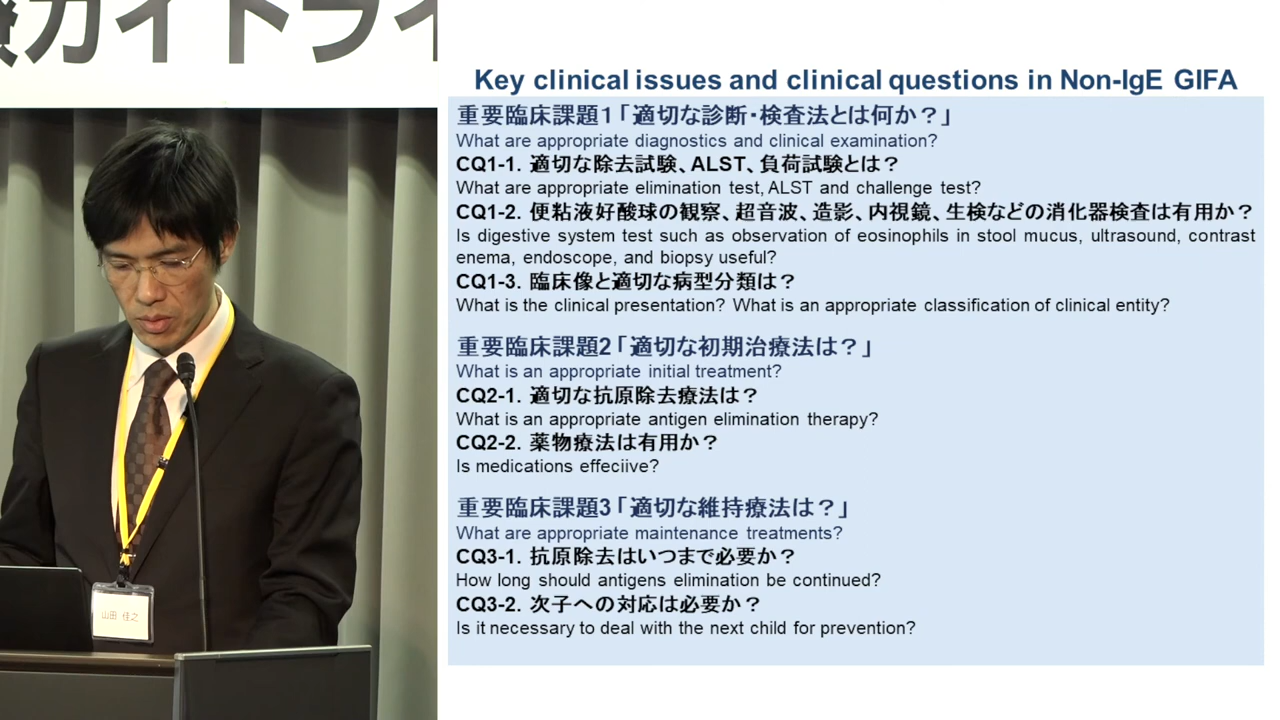 療ガイドライ
Key clinical issues and clinical questions in Non-IgE GIFA
重要臨床課題1「適切な診断・検査法とは何か？」
What are appropriate diagnostics and clinical examination?
CQ1-1. 適切な除去試験、ALST、負荷試験とは？
What are appropriate elimination test, ALST and challenge test?
CQ1-2. 便粘液好酸球の観察、超音波、造影、内視鏡、生検などの消化器検査は有用か？
Is digestive system test such as observation of eosinophils in stool mucus, ultrasound, contrast
enema, endoscope, and biopsy useful?
CQ1-3. 臨床像と適切な病型分類は？
What is the clinical presentation? What is an appropriate classification of clinical entity?
重要臨床課題2「適切な初期治療法は？」
What is an appropriate initial treatment?
CQ2-1. 適切な抗原除去療法は？
What is an appropriate antigen elimination therapy?
CQ2-2. 薬物療法は有用か？
Is medications effeciive?
重要臨床課題3「適切な維持療法は？」
What are appropriate maintenance treatments?
CQ3-1. 抗原除去はいつまで必要か？
How long should antigens elimination be continued?
CQ3-2. 次子への対応は必要か？
Is it necessary to deal with the next child for prevention?
山田 佳之